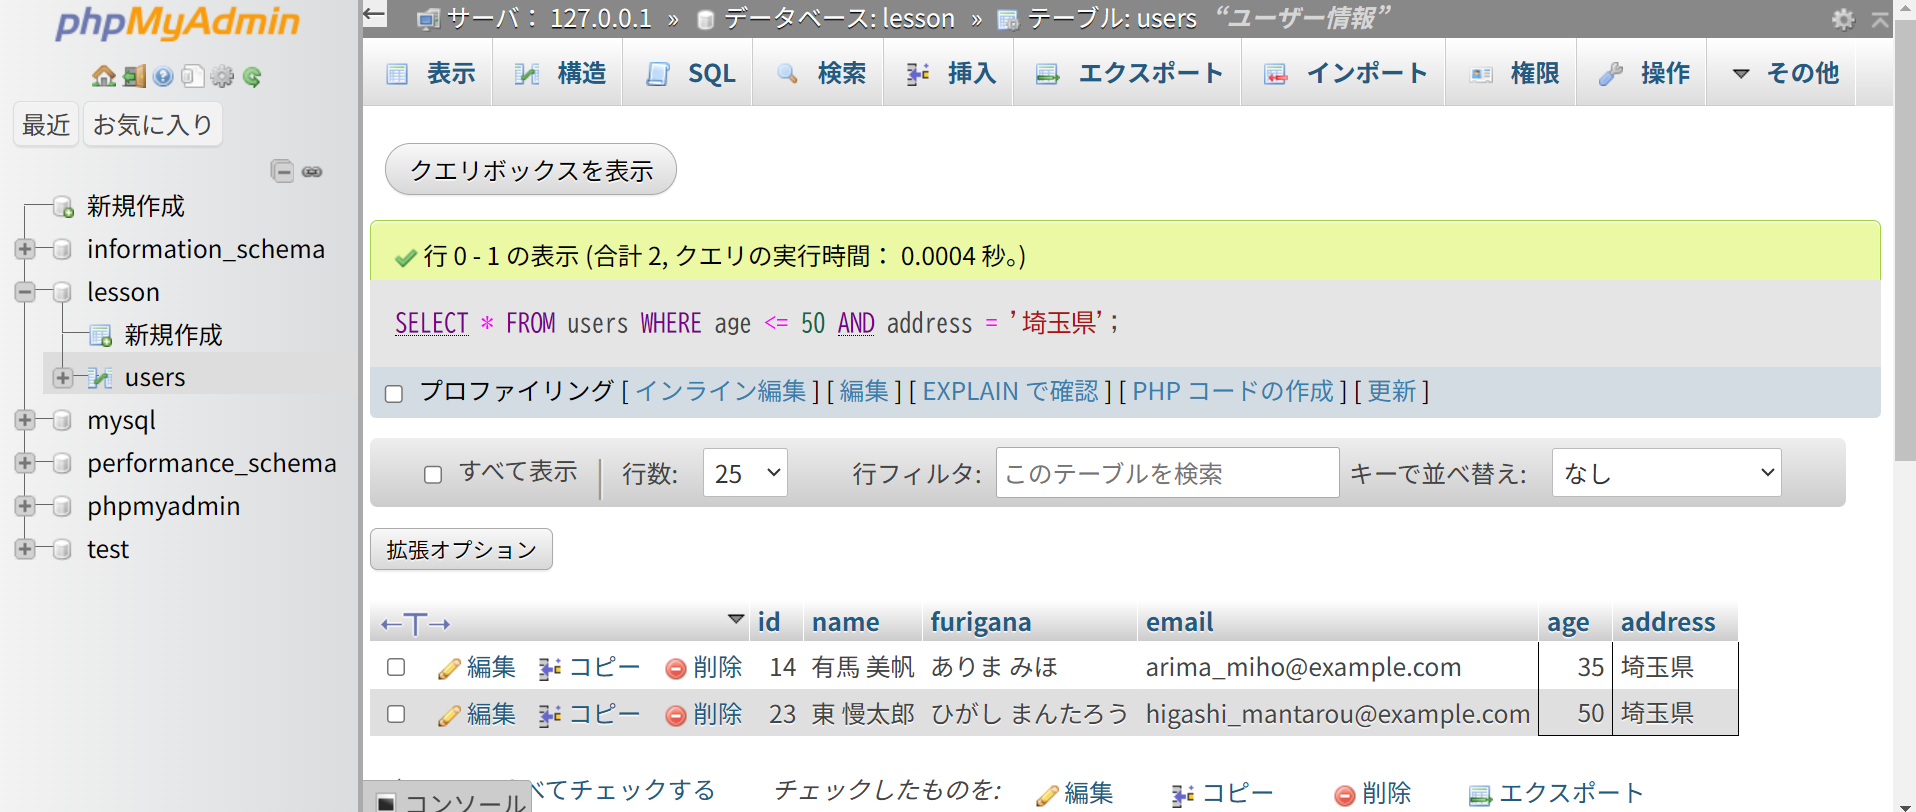 phpMyAdmin
最近 お気に入り
新規作成
information_schema
lesson
新規作成
users
mysql
performance_schema
phpmyadmin
test
サーバ： 127.0.0.1 » データベース: lesson » テーブル: users “ユーザー情報”
表示 構造 SQL 検索 挿入 エクスポート インポート 権限 操作 その他
クエリボックスを表示
行 0 - 1 の表示 (合計 2, クエリの実行時間： 0.0004 秒。)
SELECT * FROM users WHERE age <= 50 AND address = '埼玉県';
プロファイリング [ インライン編集 ] [ 編集 ] [ EXPLAIN で確認 ] [ PHP コードの作成 ] [ 更新 ]
すべて表示 行数: 25 行フィルタ: このテーブルを検索 キーで並べ替え: なし
拡張オプション
←T→ id name furigana email age address
編集 コピー 削除 14 有馬 美帆 ありま みほ arima_miho@example.com 35 埼玉県
編集 コピー 削除 23 東 慢太郎 ひがし まんたろう higashi_mantarou@example.com 50 埼玉県
べてチェックする チェックしたものを: 編集 コピー 削除 エクスポート
コンソール